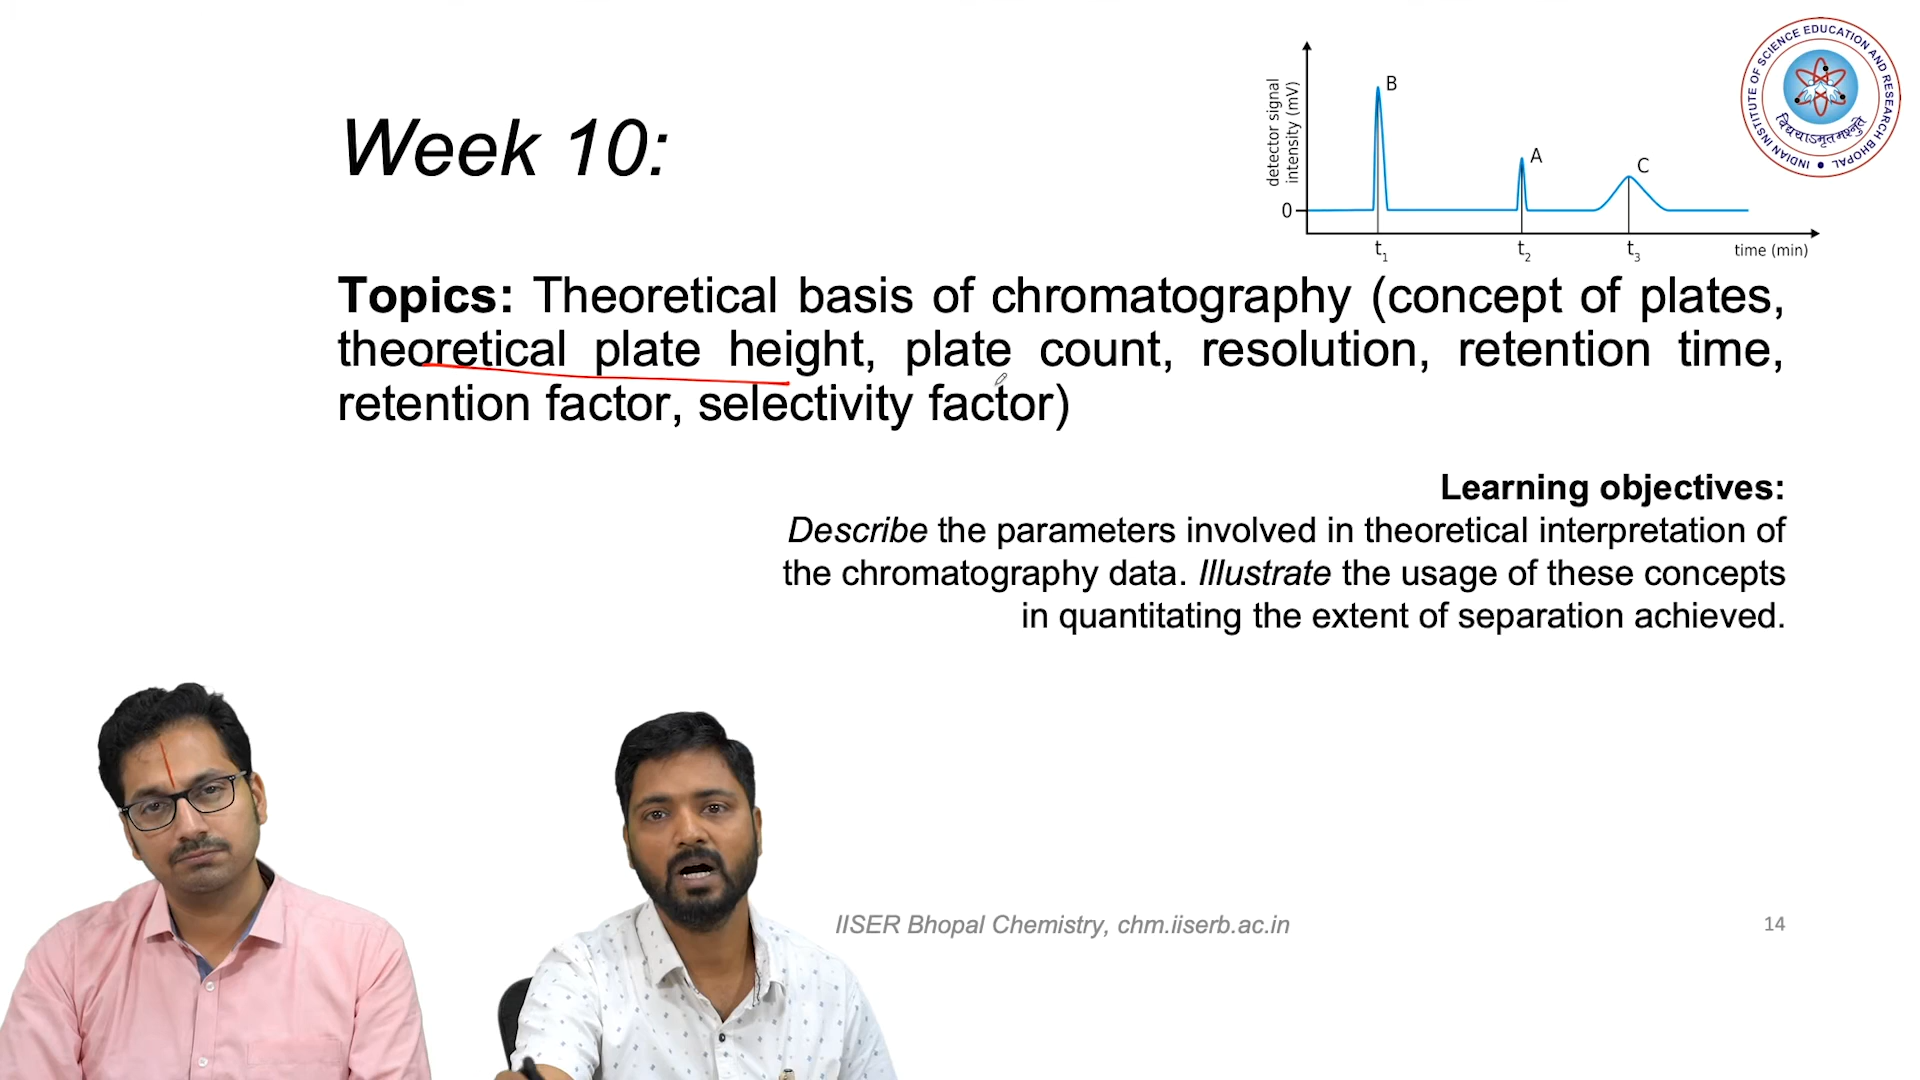 Week 10:
detector signal
intensity (mV)
B
A
C
0
t1
t2
t3
time (min)
INDIAN INSTITUTE OF SCIENCE EDUCATION AND RESEARCH BHOPAL
विद्ययाऽमृतमश्नुते
Topics: Theoretical basis of chromatography (concept of plates,
theoretical plate height, plate count, resolution, retention time,
retention factor, selectivity factor)
Learning objectives:
Describe the parameters involved in theoretical interpretation of
the chromatography data. Illustrate the usage of these concepts
in quantitating the extent of separation achieved.
IISER Bhopal Chemistry, chm.iiserb.ac.in
14